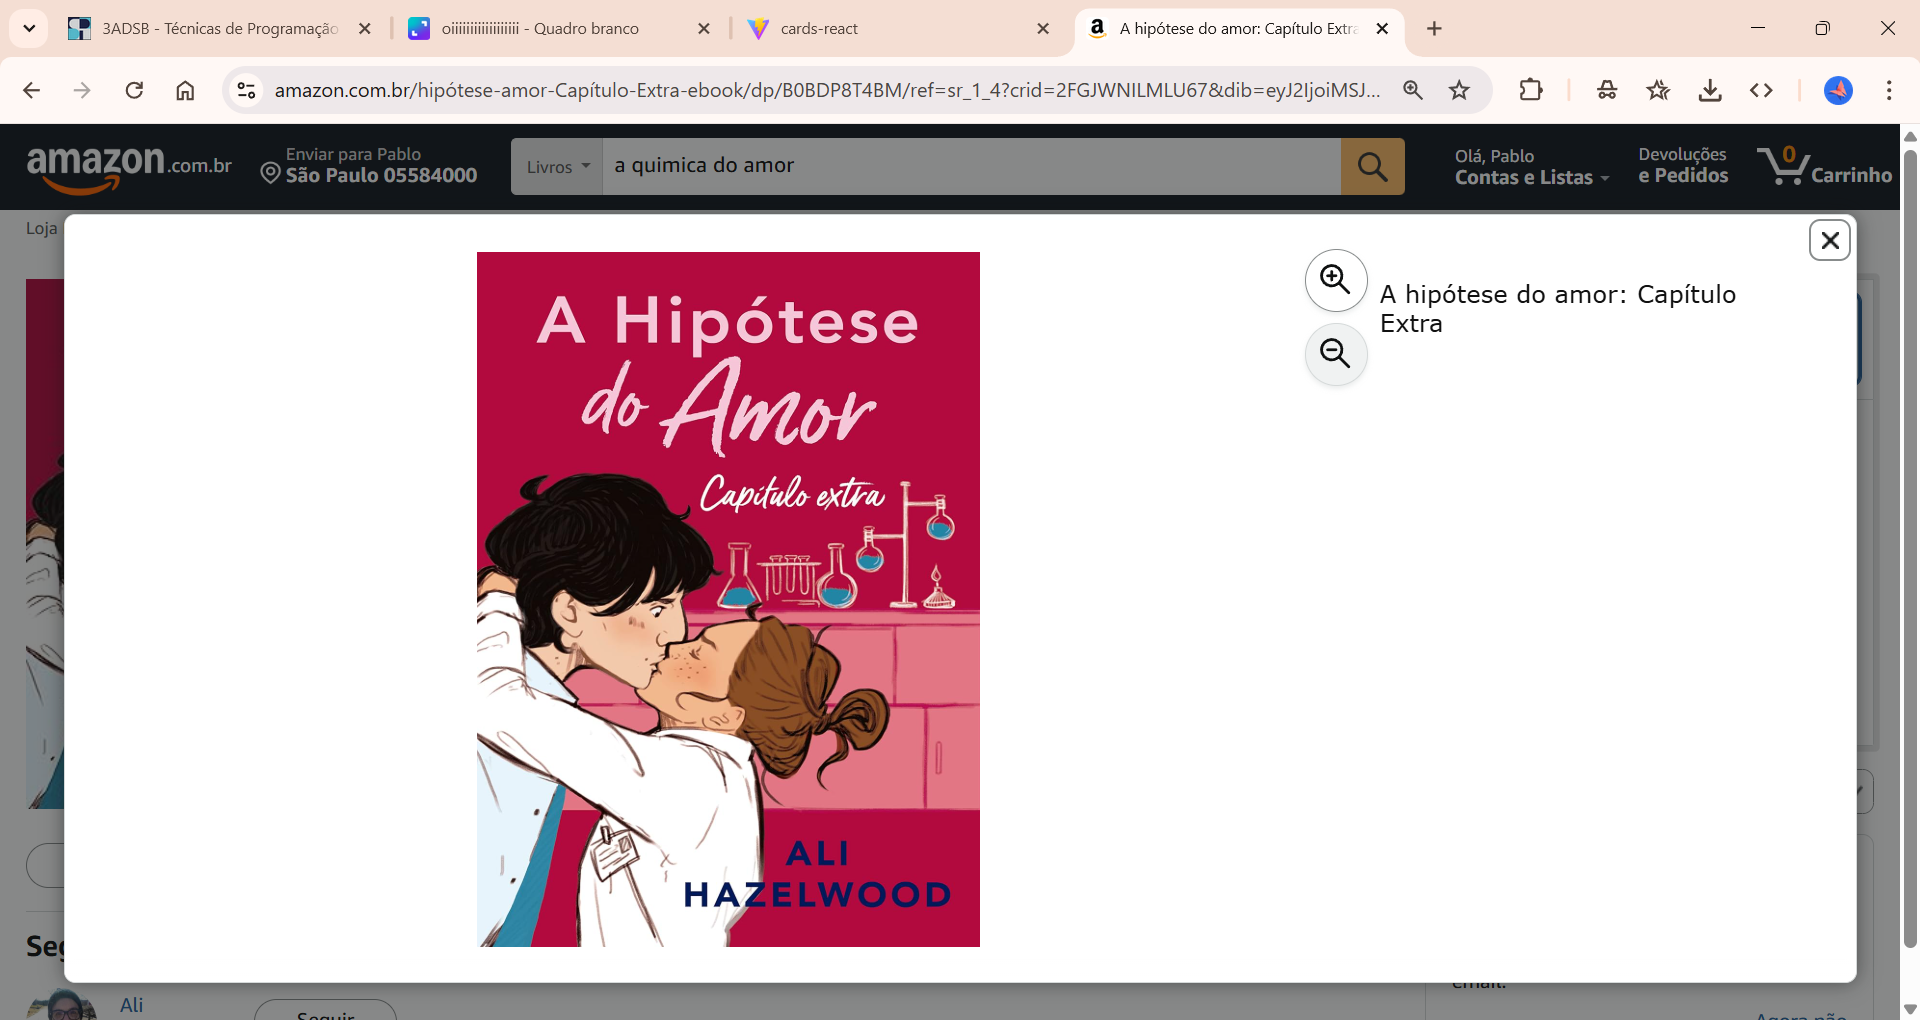 3ADSB - Técnicas de Programação
oiiiiiiiiiiiiiiiiii - Quadro branco
cards-react
A hipótese do amor: Capítulo Extra
amazon.com.br/hipótese-amor-Capítulo-Extra-ebook/dp/B0BDP8T4BM/ref=sr_1_4?crid=2FGJWNILMLU67&dib=eyJ2IjoiMSJ...
amazon.com.br
Enviar para Pablo
São Paulo 05584000
Livros
a quimica do amor
Olá, Pablo
Contas e Listas
Devoluções
e Pedidos
0
Carrinho
Loja
A Hipótese
do Amor
Capítulo extra
ALI
HAZELWOOD
A hipótese do amor: Capítulo
Extra
Seg
Ali
Seguir
email.
Agora não